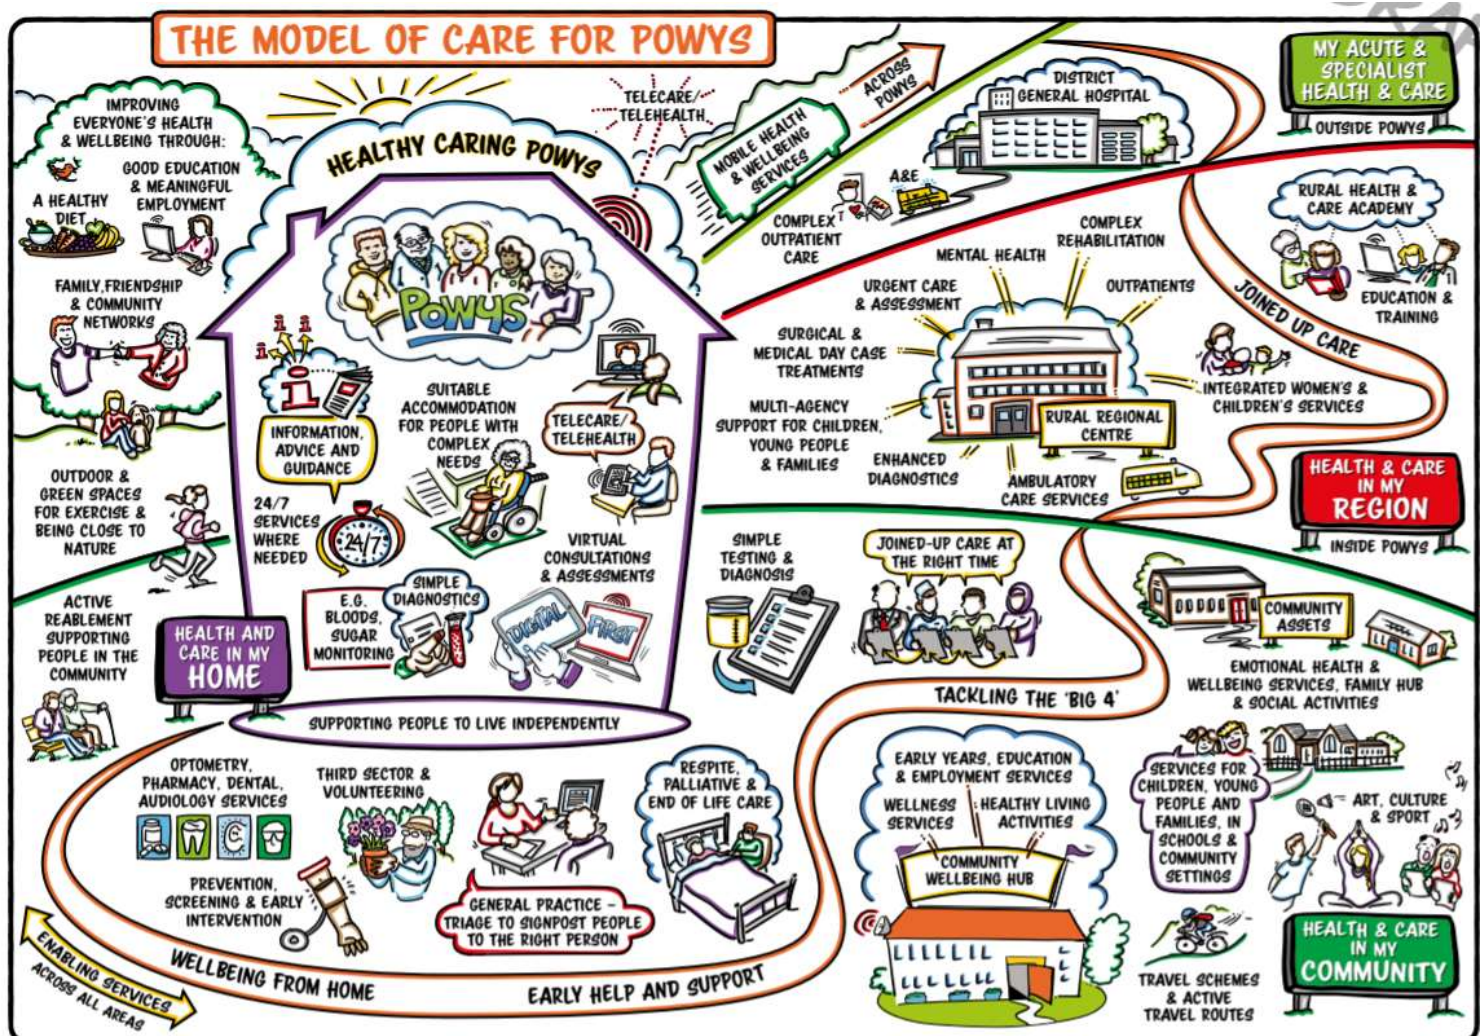 DRA
THE MODEL OF CARE FOR POWYS
IMPROVING
EVERYONE'S HEALTH
& WELLBEING THROUGH:
A HEALTHY
DIET
GOOD EDUCATION
& MEANINGFUL
EMPLOYMENT
FAMILY, FRIENDSHIP
& COMMUNITY
NETWORKS
OUTDOOR &
GREEN SPACES
FOR EXERCISE &
BEING CLOSE TO
NATURE
ACTIVE
REABLEMENT
SUPPORTING
PEOPLE IN THE
COMMUNITY
HEALTHY CARING POWYS
TELECARE/
TELEHEALTH
POWYS
i i i
i
INFORMATION,
ADVICE AND
GUIDANCE
SUITABLE
ACCOMMODATION
FOR PEOPLE WITH
COMPLEX
NEEDS
TELECARE/
TELEHEALTH
24/7
SERVICES
WHERE
NEEDED
24/7
VIRTUAL
CONSULTATIONS
& ASSESSMENTS
E.G.
BLOODS,
SUGAR
MONITORING
SIMPLE
DIAGNOSTICS
DIGITAL
FIRST
HEALTH AND
CARE IN MY
HOME
SUPPORTING PEOPLE TO LIVE INDEPENDENTLY
MOBILE HEALTH
& WELLBEING
SERVICES
ACROSS
POWYS
DISTRICT
GENERAL HOSPITAL
A&E
COMPLEX
OUTPATIENT
CARE
MY ACUTE &
SPECIALIST
HEALTH & CARE
OUTSIDE POWYS
MENTAL HEALTH
COMPLEX
REHABILITATION
URGENT CARE
& ASSESSMENT
OUTPATIENTS
SURGICAL &
MEDICAL DAY CASE
TREATMENTS
MULTI-AGENCY
SUPPORT FOR CHILDREN,
YOUNG PEOPLE
& FAMILIES
ENHANCED
DIAGNOSTICS
AMBULATORY
CARE SERVICES
RURAL REGIONAL
CENTRE
INTEGRATED WOMEN'S &
CHILDREN'S SERVICES
JOINED UP CARE
RURAL HEALTH &
CARE ACADEMY
EDUCATION &
TRAINING
HEALTH & CARE
IN MY
REGION
INSIDE POWYS
SIMPLE
TESTING &
DIAGNOSIS
JOINED-UP CARE AT
THE RIGHT TIME
TACKLING THE 'BIG 4'
COMMUNITY
ASSETS
EMOTIONAL HEALTH &
WELLBEING SERVICES, FAMILY HUB
& SOCIAL ACTIVITIES
SERVICES FOR
CHILDREN, YOUNG
PEOPLE AND
FAMILIES, IN
SCHOOLS &
COMMUNITY
SETTINGS
ART, CULTURE
& SPORT
EARLY YEARS, EDUCATION
& EMPLOYMENT SERVICES
WELLNESS
SERVICES
HEALTHY LIVING
ACTIVITIES
COMMUNITY
WELLBEING HUB
TRAVEL SCHEMES
& ACTIVE
TRAVEL ROUTES
HEALTH & CARE
IN MY
COMMUNITY
OPTOMETRY,
PHARMACY, DENTAL,
AUDIOLOGY SERVICES
THIRD SECTOR &
VOLUNTEERING
PREVENTION,
SCREENING & EARLY
INTERVENTION
GENERAL PRACTICE –
TRIAGE TO SIGNPOST PEOPLE
TO THE RIGHT PERSON
RESPITE,
PALLIATIVE &
END OF LIFE CARE
ENABLING SERVICES
ACROSS ALL AREAS
WELLBEING FROM HOME
EARLY HELP AND SUPPORT